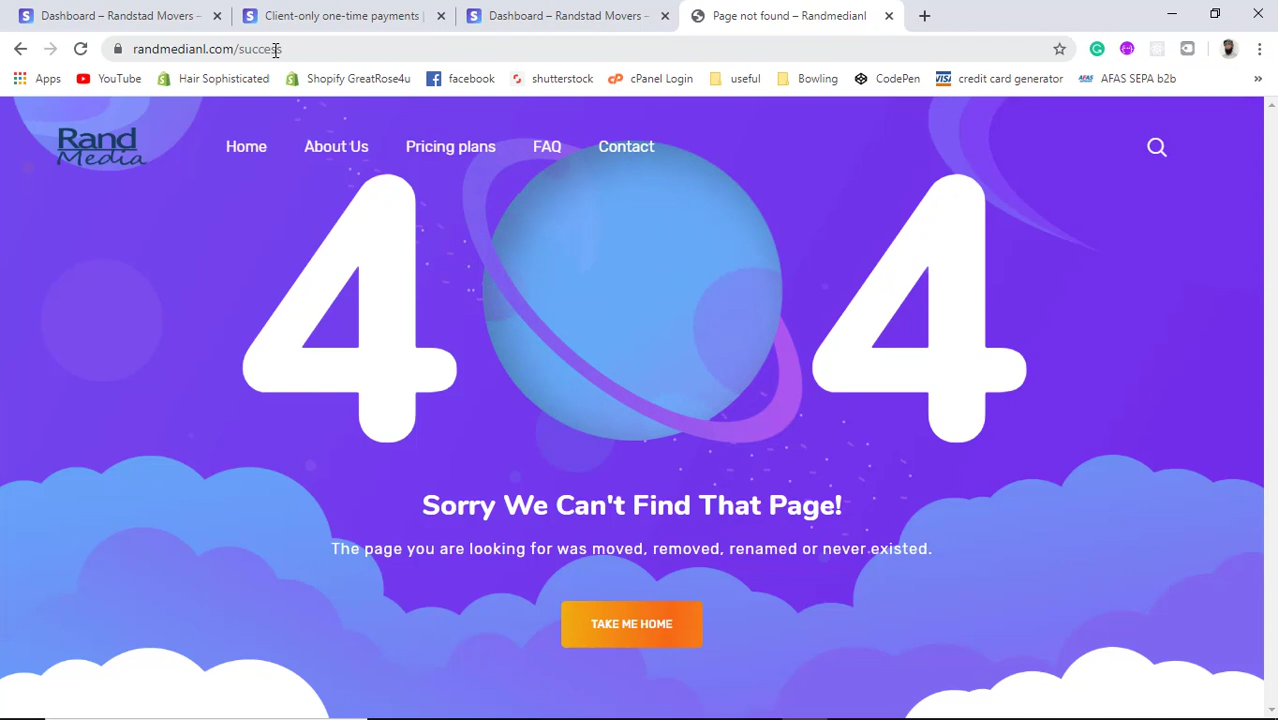 Dashboard – Randstad Movers –
Client-only one-time payments |
Dashboard – Randstad Movers –
Page not found – Randmedianl
randmedianl.com/success
Apps
YouTube
Hair Sophisticated
Shopify GreatRose4u
facebook
shutterstock
cPanel Login
useful
Bowling
CodePen
VISA
credit card generator
AFAS
AFAS SEPA b2b
»
Rand
Media
Home
About Us
Pricing plans
FAQ
Contact
4 4
Sorry We Can't Find That Page!
The page you are looking for was moved, removed, renamed or never existed.
TAKE ME HOME